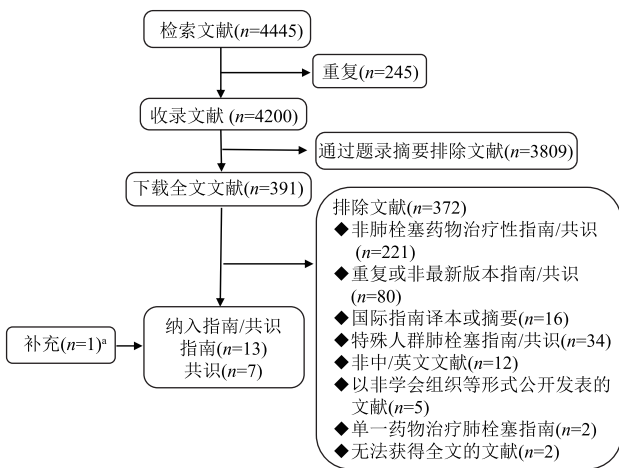 检索文献(n=4445)
重复(n=245)
收录文献 (n=4200)
通过题录摘要排除文献(n=3809)
下载全文文献(n=391)
排除文献(n=372)
◆非肺栓塞药物治疗性指南/共识
(n=221)
◆重复或非最新版本指南/共识
(n=80)
◆国际指南译本或摘要(n=16)
◆特殊人群肺栓塞指南/共识(n=34)
◆非中/英文文献(n=12)
◆以非学会组织等形式公开发表的
文献(n=5)
◆单一药物治疗肺栓塞指南(n=2)
◆无法获得全文的文献(n=2)
补充(n=1)ᵃ
纳入指南/共识
指南(n=13)
共识(n=7)